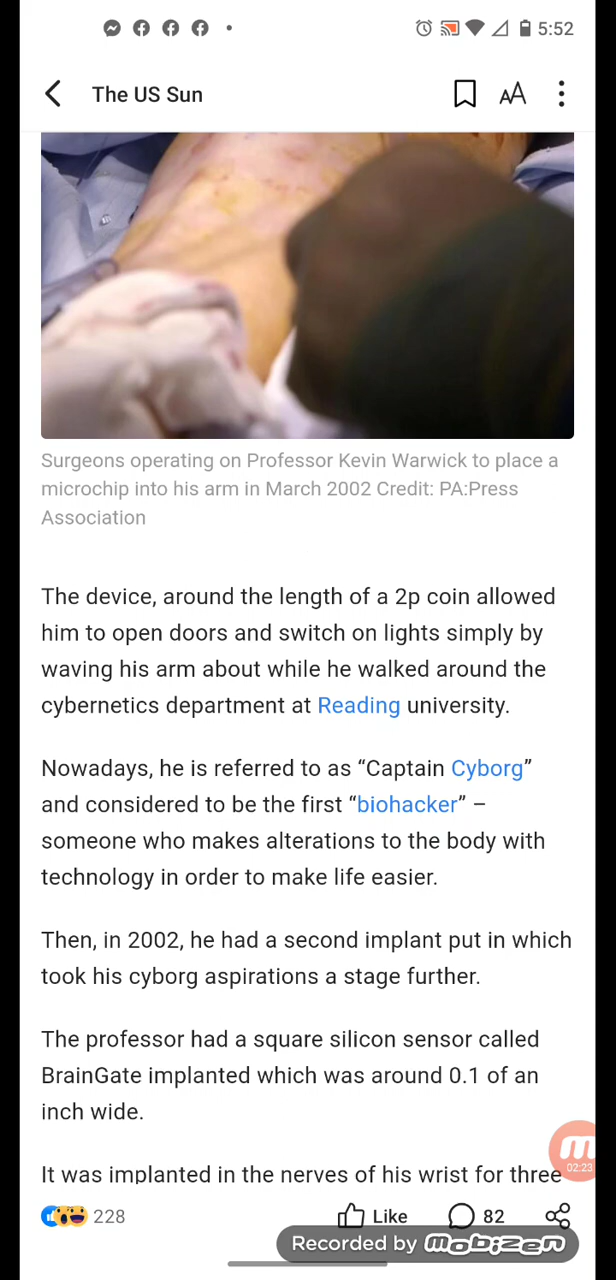 5:52
The US Sun
AA
Surgeons operating on Professor Kevin Warwick to place a
microchip into his arm in March 2002 Credit: PA:Press
Association
The device, around the length of a 2p coin allowed
him to open doors and switch on lights simply by
waving his arm about while he walked around the
cybernetics department at Reading university.
Nowadays, he is referred to as “Captain Cyborg”
and considered to be the first “biohacker” –
someone who makes alterations to the body with
technology in order to make life easier.
Then, in 2002, he had a second implant put in which
took his cyborg aspirations a stage further.
The professor had a square silicon sensor called
BrainGate implanted which was around 0.1 of an
inch wide.
It was implanted in the nerves of his wrist for three
02:23
228 Like 82
Recorded by mobizen